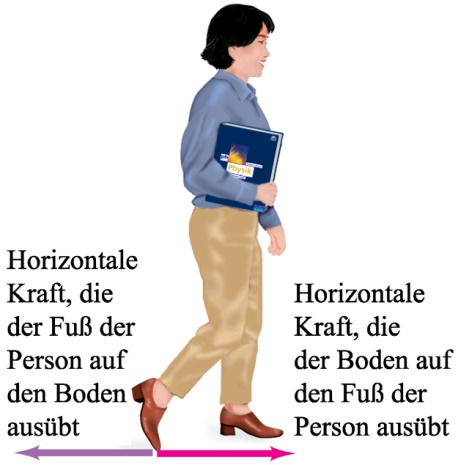 Physik
Horizontale
Kraft, die
der Fuß der
Person auf
den Boden
ausübt
Horizontale
Kraft, die
der Boden auf
den Fuß der
Person ausübt